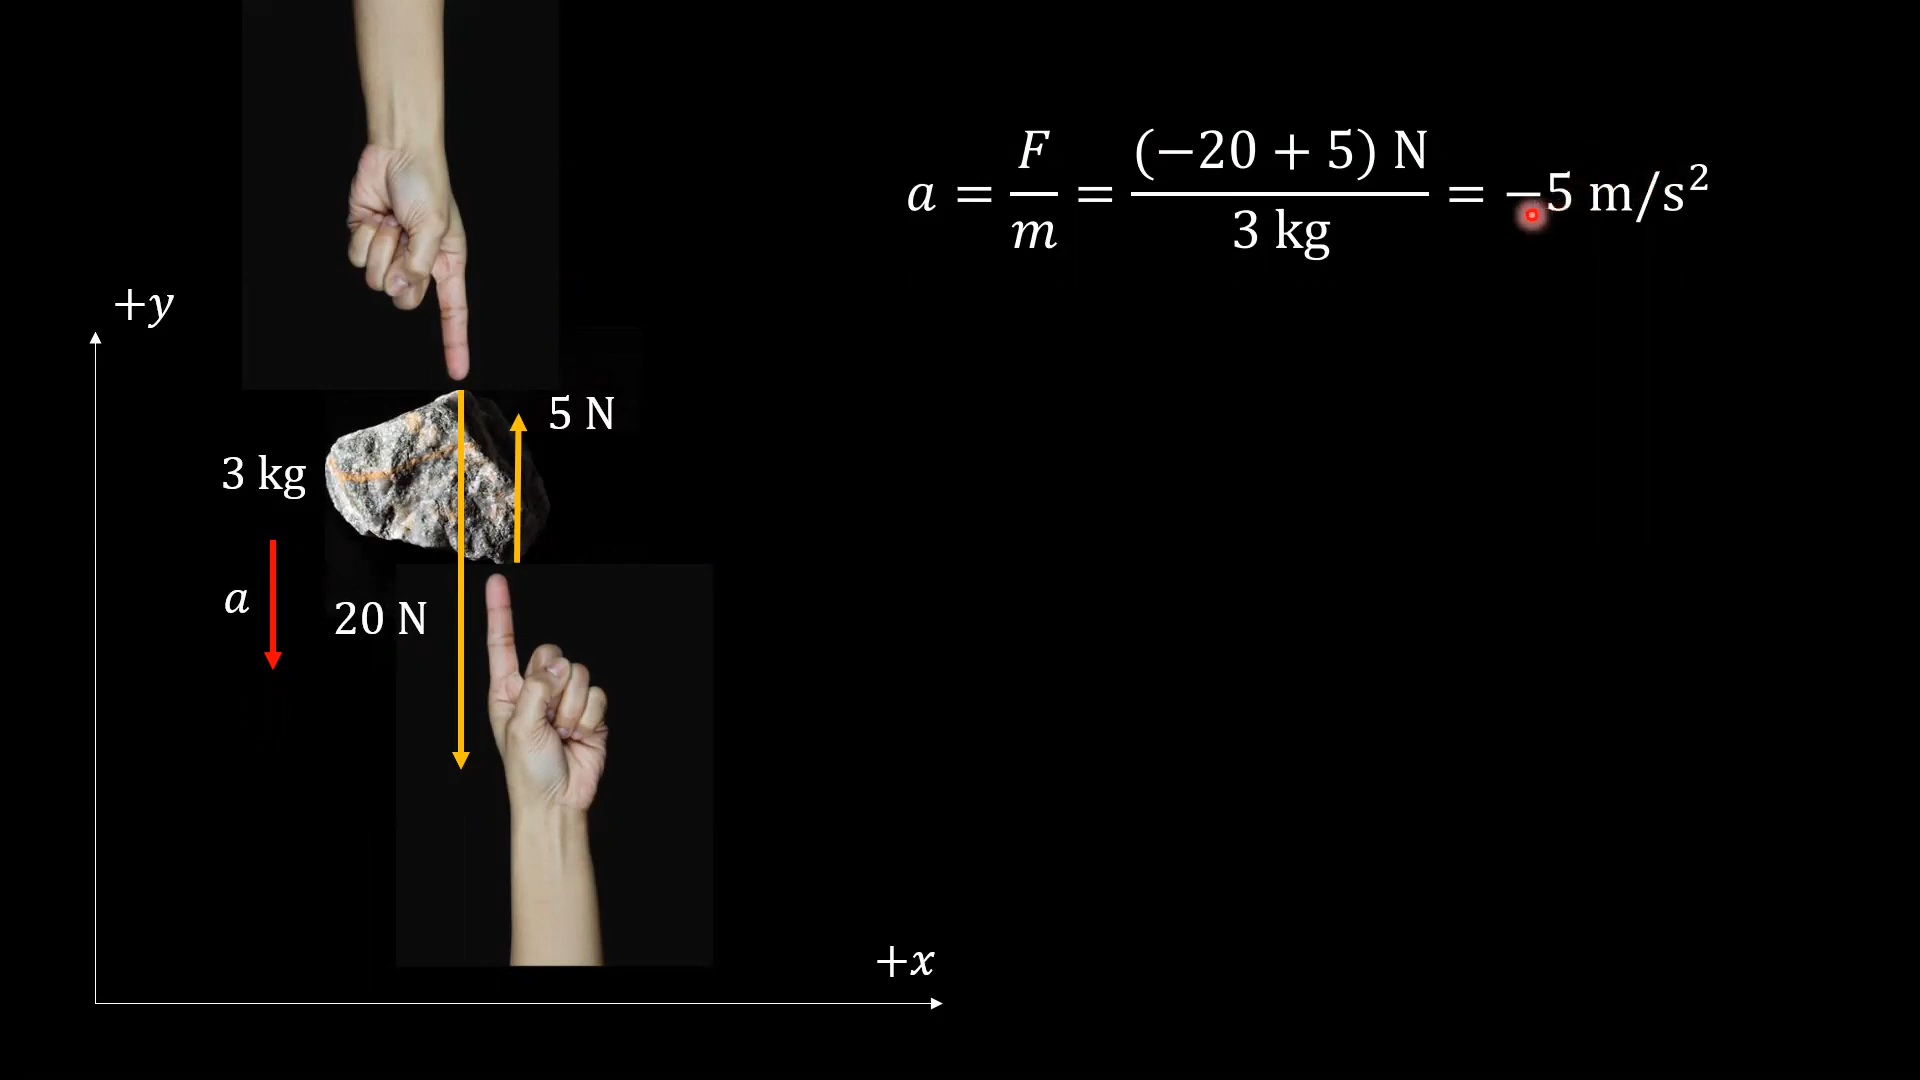 a = F/m = (−20 + 5) N / 3 kg = −5 m/s²
+y
5 N
3 kg
a
20 N
+x